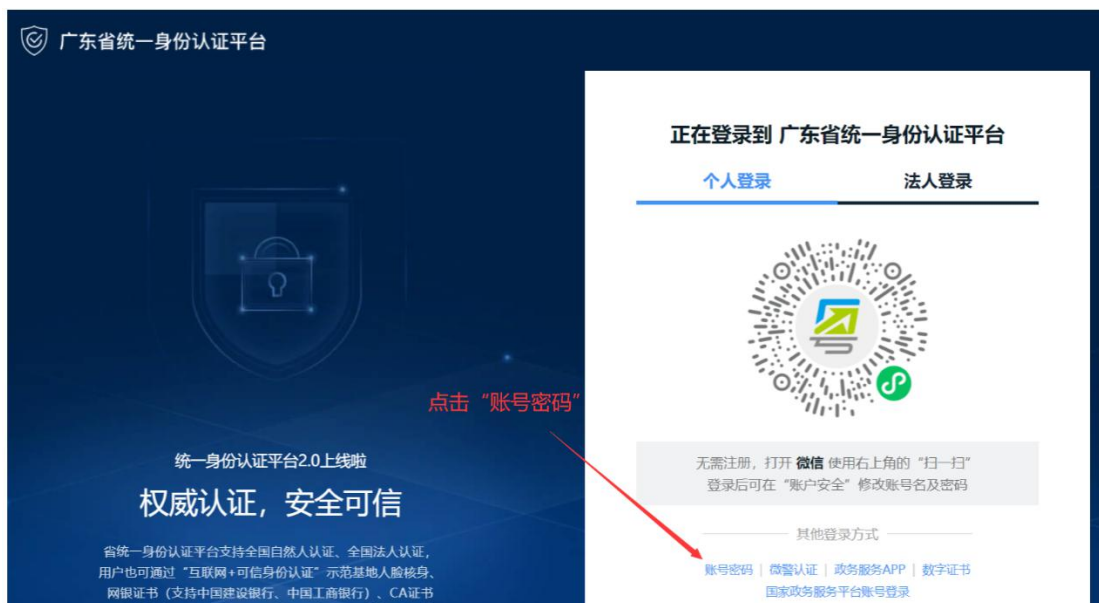 广东省统一身份认证平台
正在登录到 广东省统一身份认证平台
个人登录 法人登录
点击“账号密码”
统一身份认证平台2.0上线啦
权威认证，安全可信
省统一身份认证平台支持全国自然人认证、全国法人认证，
用户也可通过“互联网+可信身份认证”示范基地人脸核身、
网银证书（支持中国建设银行、中国工商银行）、CA证书
无需注册，打开 微信 使用右上角的“扫一扫”
登录后可在“账户安全”修改账号名及密码
其他登录方式
账号密码 | 微警认证 | 政务服务APP | 数字证书
国家政务服务平台账号登录